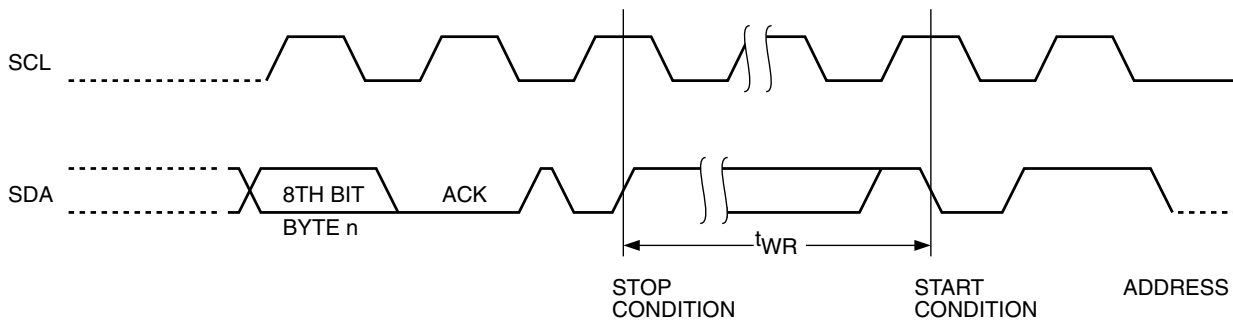 SCL
SDA
8TH BIT
ACK
BYTE n
tWR
STOP
CONDITION
START
CONDITION
ADDRESS